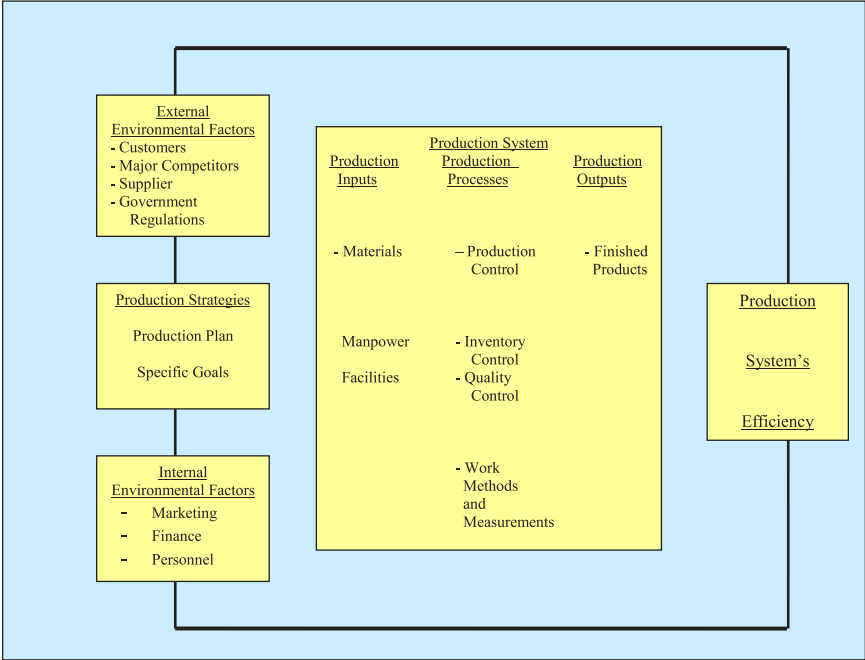 External
Environmental Factors
- Customers
- Major Competitors
- Supplier
- Government
Regulations
Production Strategies
Production Plan
Specific Goals
Internal
Environmental Factors
- Marketing
- Finance
- Personnel
Production System
Production
Inputs
- Materials
Manpower
Facilities
Production
Processes
– Production
Control
- Inventory
Control
- Quality
Control
- Work
Methods
and
Measurements
Production
Outputs
- Finished
Products
Production
System’s
Efficiency